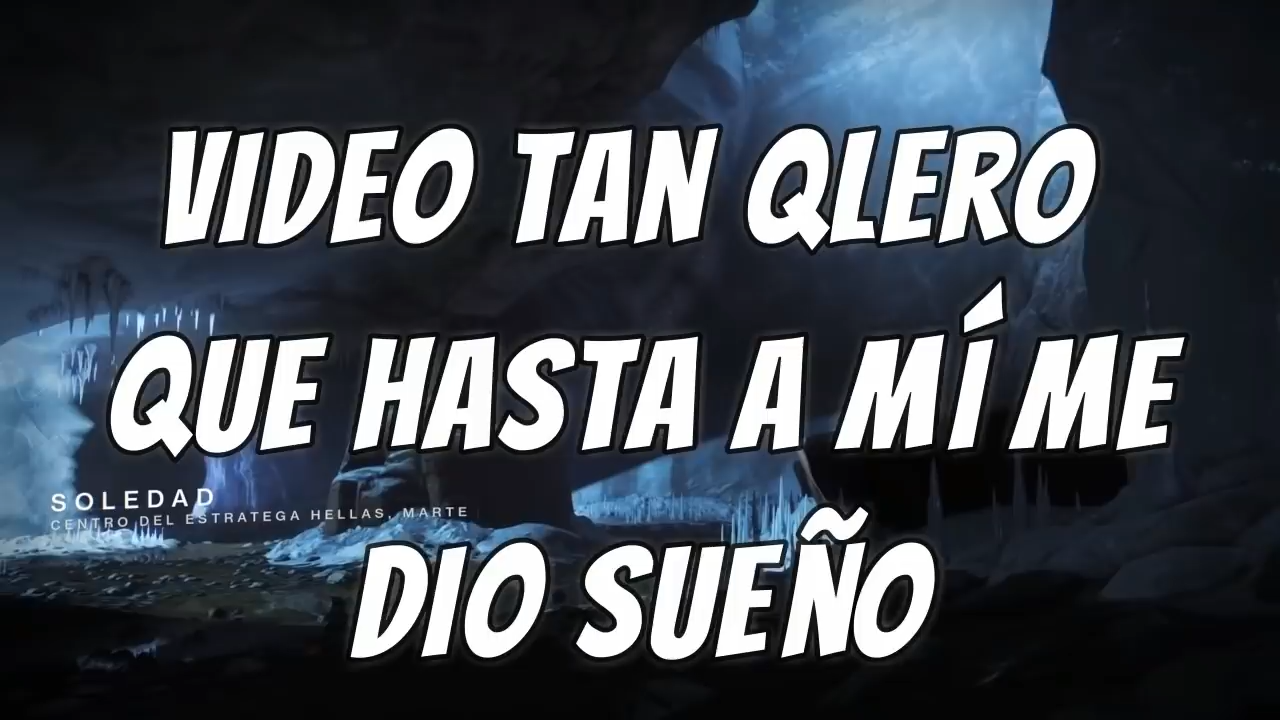 VIDEO TAN QLERO
QUE HASTA A MÍ ME
SOLEDAD
CENTRO DEL ESTRATEGA HELLAS, MARTE
DIO SUEÑO